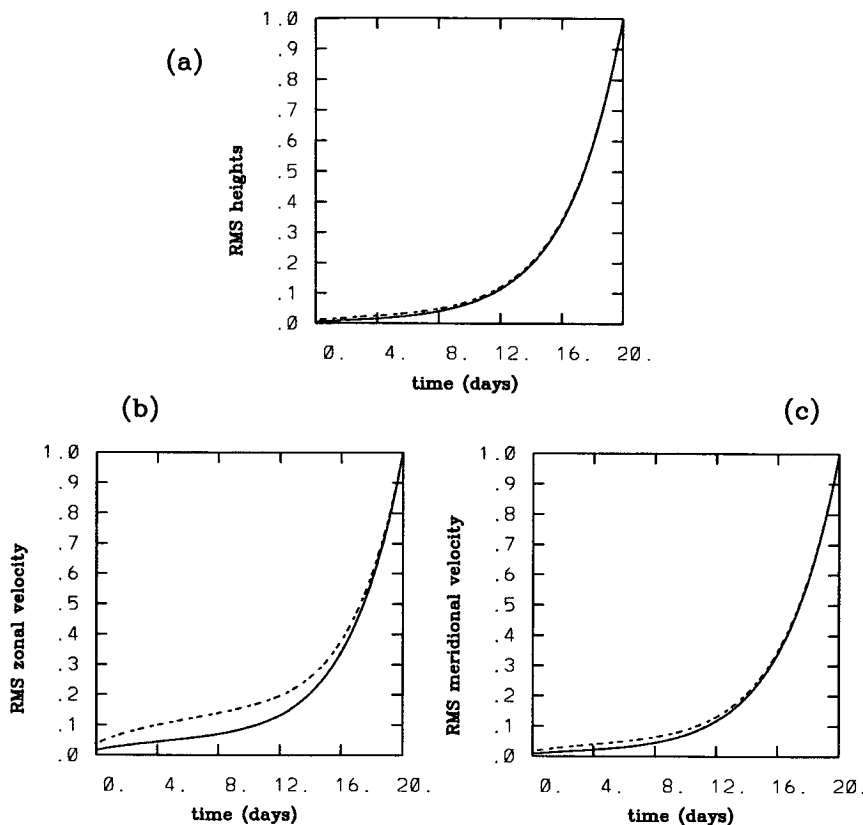 (a)
1.0
.9
.8
.7
.6
.5
.4
.3
.2
.1
.0
RMS heights
0. 4. 8. 12. 16. 20.
time (days)
(b)
1.0
.9
.8
.7
.6
.5
.4
.3
.2
.1
.0
RMS zonal velocity
0. 4. 8. 12. 16. 20.
time (days)
(c)
1.0
.9
.8
.7
.6
.5
.4
.3
.2
.1
.0
RMS meridional velocity
0. 4. 8. 12. 16. 20.
time (days)